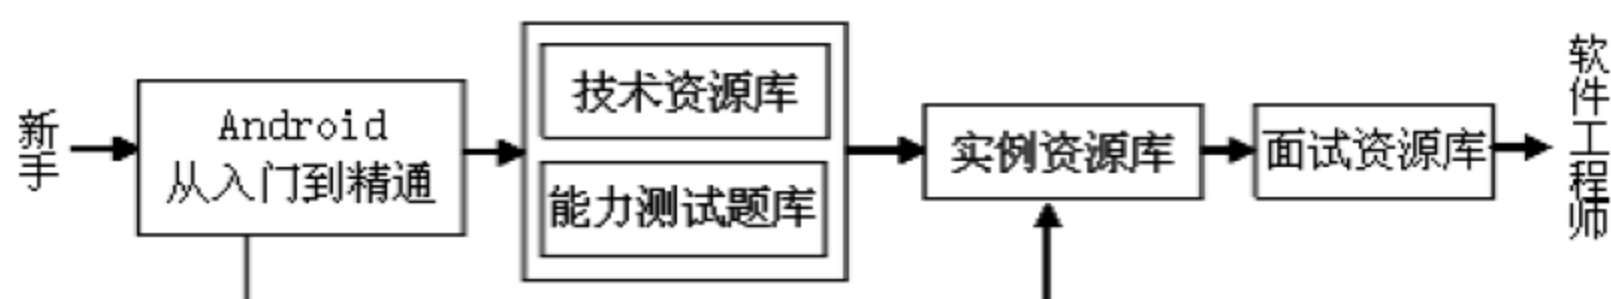 新手
Android
从入门到精通
技术资源库
能力测试题库
实例资源库
面试资源库
软件工程师